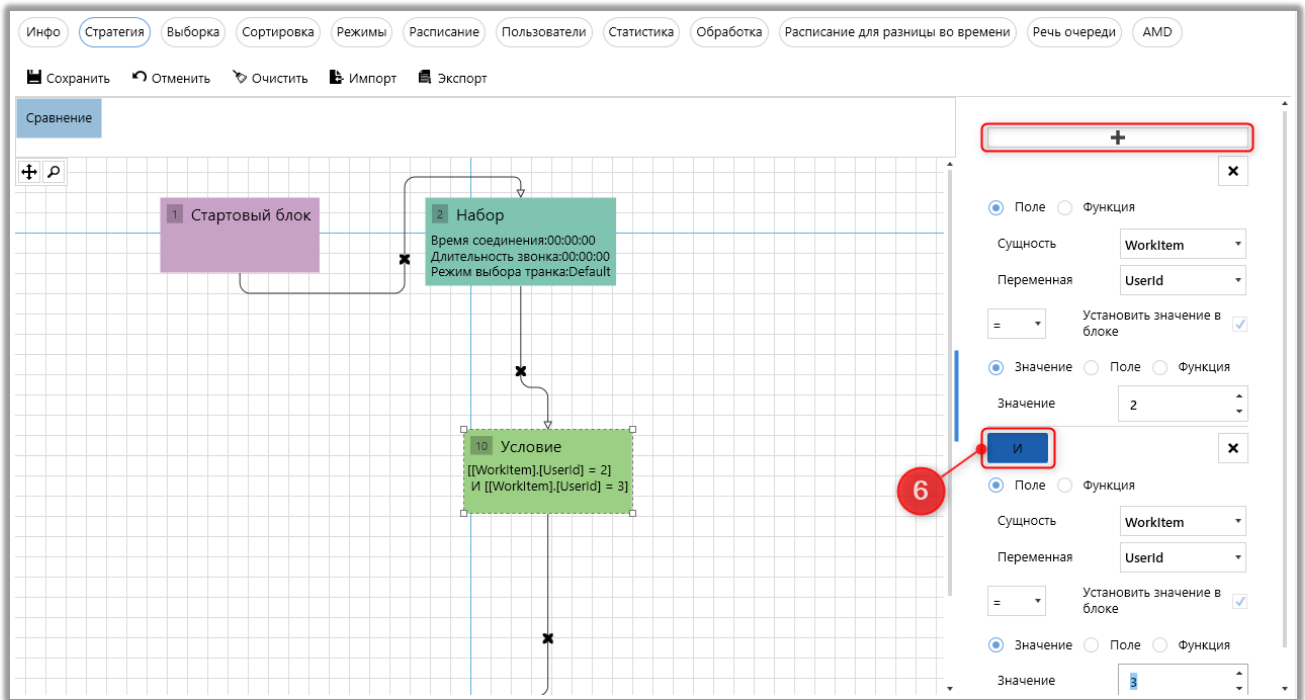 Инфо Стратегия Выборка Сортировка Режимы Расписание Пользователи Статистика Обработка Расписание для разницы во времени Речь очереди AMD
Сохранить Отменить Очистить Импорт Экспорт
Сравнение
1 Стартовый блок
2 Набор
Время соединения:00:00:00
Длительность звонка:00:00:00
Режим выбора транка:Default
10 Условие
[[WorkItem].[UserId] = 2]
И [[WorkItem].[UserId] = 3]
Поле Функция
Сущность WorkItem
Переменная UserId
= Установить значение в
блоке
Значение Поле Функция
Значение 2
И
6
Поле Функция
Сущность WorkItem
Переменная UserId
= Установить значение в
блоке
Значение Поле Функция
Значение 3